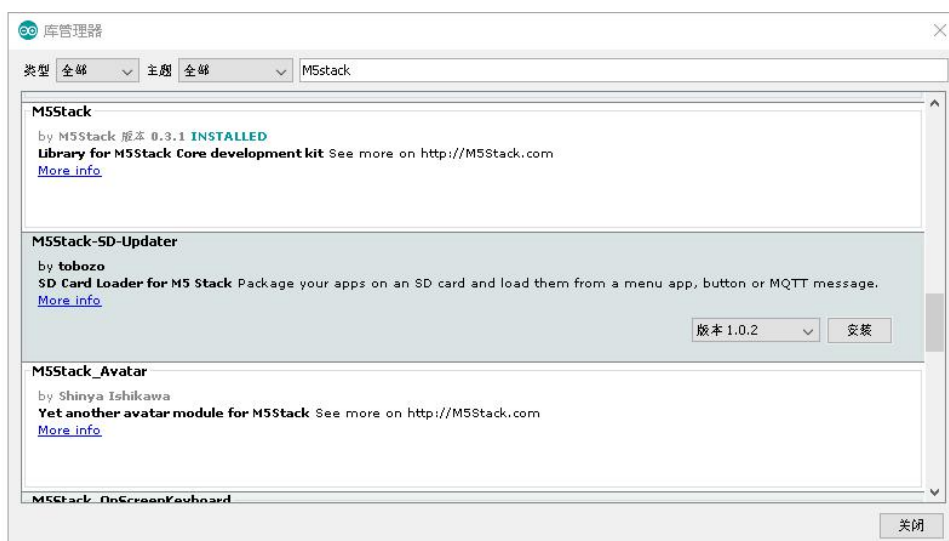 库管理器
类型 全部 主题 全部 M5stack
M5Stack
by M5Stack 版本 0.3.1 INSTALLED
Library for M5Stack Core development kit See more on http://M5Stack.com
More info
M5Stack-SD-Updater
by tobozo
SD Card Loader for M5 Stack Package your apps on an SD card and load them from a menu app, button or MQTT message.
More info
版本 1.0.2 安装
M5Stack_Avatar
by Shinya Ishikawa
Yet another avatar module for M5Stack See more on http://M5Stack.com
More info
M5Stack_OnScreenKeyboard
关闭